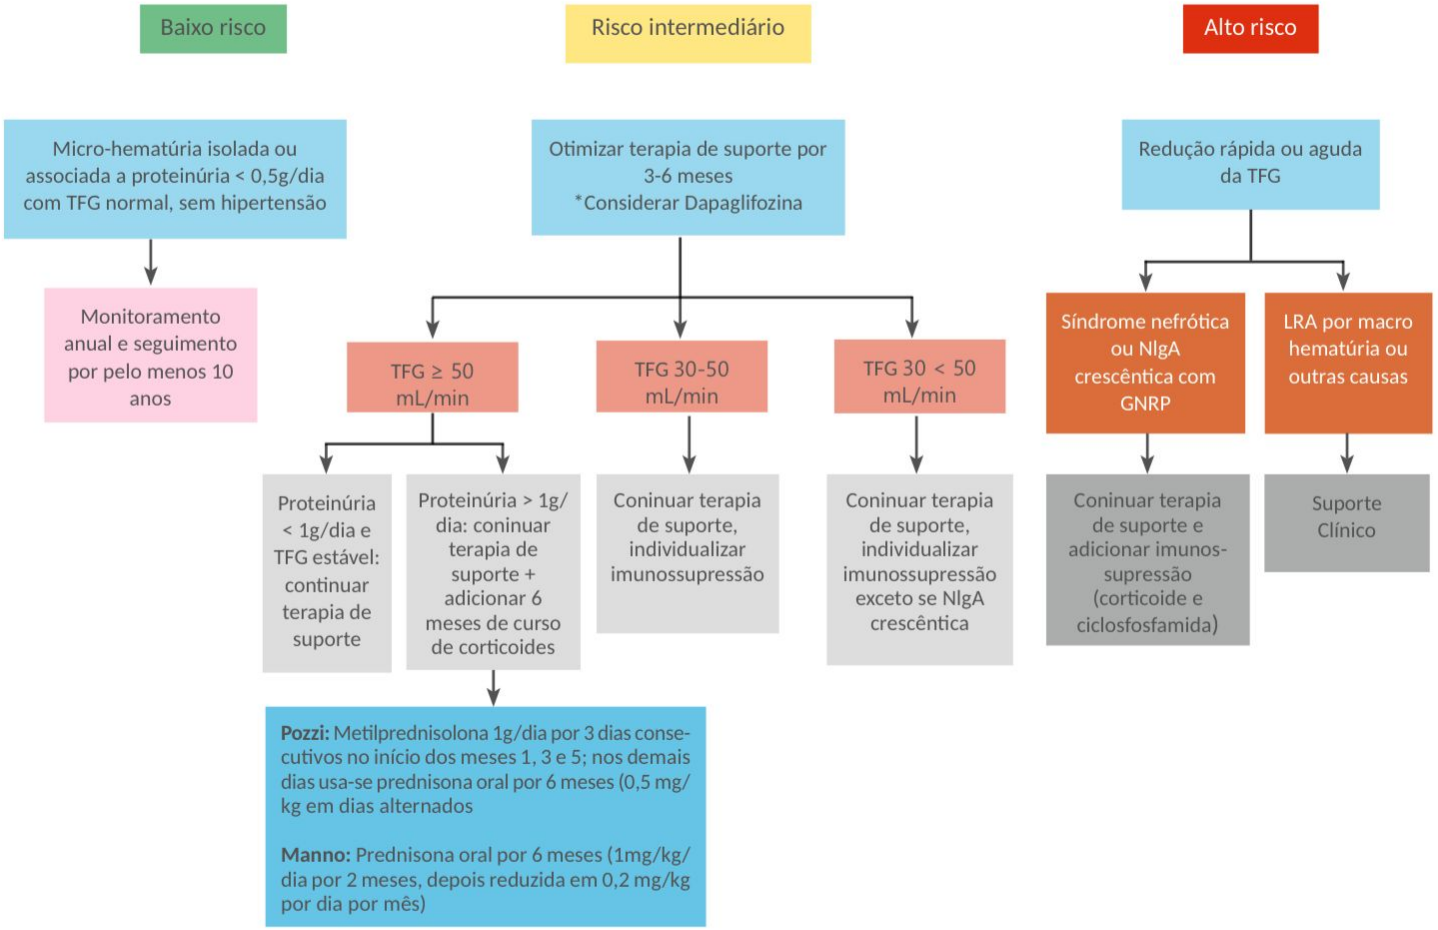 Baixo risco
Risco intermediário
Alto risco
Micro-hematúria isolada ou
associada a proteinúria < 0,5g/dia
com TFG normal, sem hipertensão
Otimizar terapia de suporte por
3-6 meses
*Considerar Dapaglifozina
Redução rápida ou aguda
da TFG
Monitoramento
anual e seguimento
por pelo menos 10
anos
TFG ≥ 50
mL/min
TFG 30-50
mL/min
TFG 30 < 50
mL/min
Síndrome nefrótica
ou NlgA
crescêntica com
GNRP
LRA por macro
hematúria ou
outras causas
Proteinúria
< 1g/dia e
TFG estável:
continuar
terapia de
suporte
Proteinúria > 1g/
dia: coninuar
terapia de
suporte +
adicionar 6
meses de curso
de corticoides
Coninuar terapia
de suporte,
individualizar
imunossupressão
Coninuar terapia
de suporte,
individualizar
imunossupressão
exceto se NlgA
crescêntica
Coninuar terapia
de suporte e
adicionar imunos-
supressão
(corticoide e
ciclosfosfamida)
Suporte
Clínico
Pozzi: Metilprednisolona 1g/dia por 3 dias conse-
cutivos no início dos meses 1, 3 e 5; nos demais
dias usa-se prednisona oral por 6 meses (0,5 mg/
kg em dias alternados
Manno: Prednisona oral por 6 meses (1mg/kg/
dia por 2 meses, depois reduzida em 0,2 mg/kg
por dia por mês)